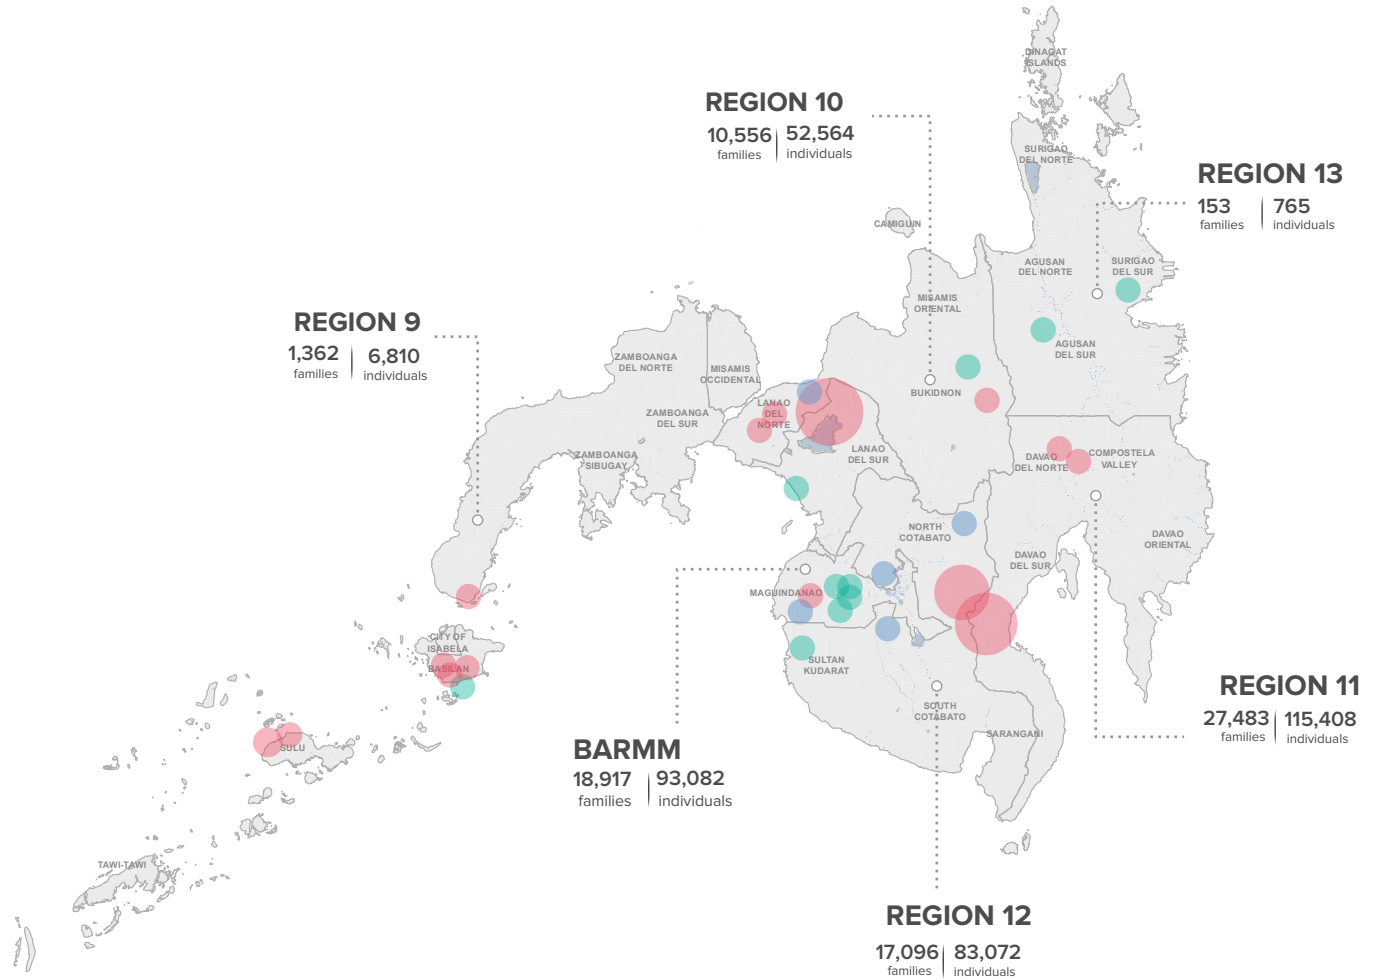 DINAGAT
ISLANDS
REGION 10
10,556 52,564
families individuals
SURIGAO
DEL NORTE
REGION 13
153 765
families individuals
CAMIGUIN
AGUSAN
DEL NORTE
SURIGAO
DEL SUR
MISAMIS
ORIENTAL
REGION 9
1,362 6,810
families individuals
AGUSAN
DEL SUR
ZAMBOANGA
DEL NORTE
MISAMIS
OCCIDENTAL
BUKIDNON
LANAO
DEL
NORTE
ZAMBOANGA
DEL SUR
ZAMBOANGA
SIBUGAY
LANAO
DEL SUR
DAVAO
DEL NORTE
COMPOSTELA
VALLEY
NORTH
COTABATO
DAVAO
ORIENTAL
DAVAO
DEL SUR
MAGUINDANAO
CITY OF
ISABELA
BASILAN
SULTAN
KUDARAT
REGION 11
27,483 115,408
families individuals
SOUTH
COTABATO
SARANGANI
SULU
BARMM
18,917 93,082
families individuals
TAWI-TAWI
REGION 12
17,096 83,072
families individuals